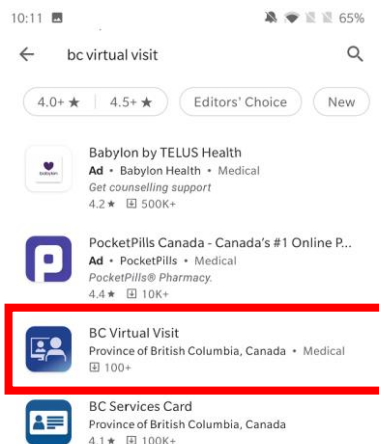 10:11 65%
bc virtual visit
4.0+ ★ 4.5+ ★ Editors' Choice New
Babylon by TELUS Health
Ad • Babylon Health • Medical
Get counselling support
4.2 ★ 500K+
PocketPills Canada - Canada's #1 Online P...
Ad • PocketPills • Medical
PocketPills® Pharmacy.
4.4 ★ 10K+
BC Virtual Visit
Province of British Columbia, Canada • Medical
100+
BC Services Card
Province of British Columbia, Canada
4.1 ★ 100K+